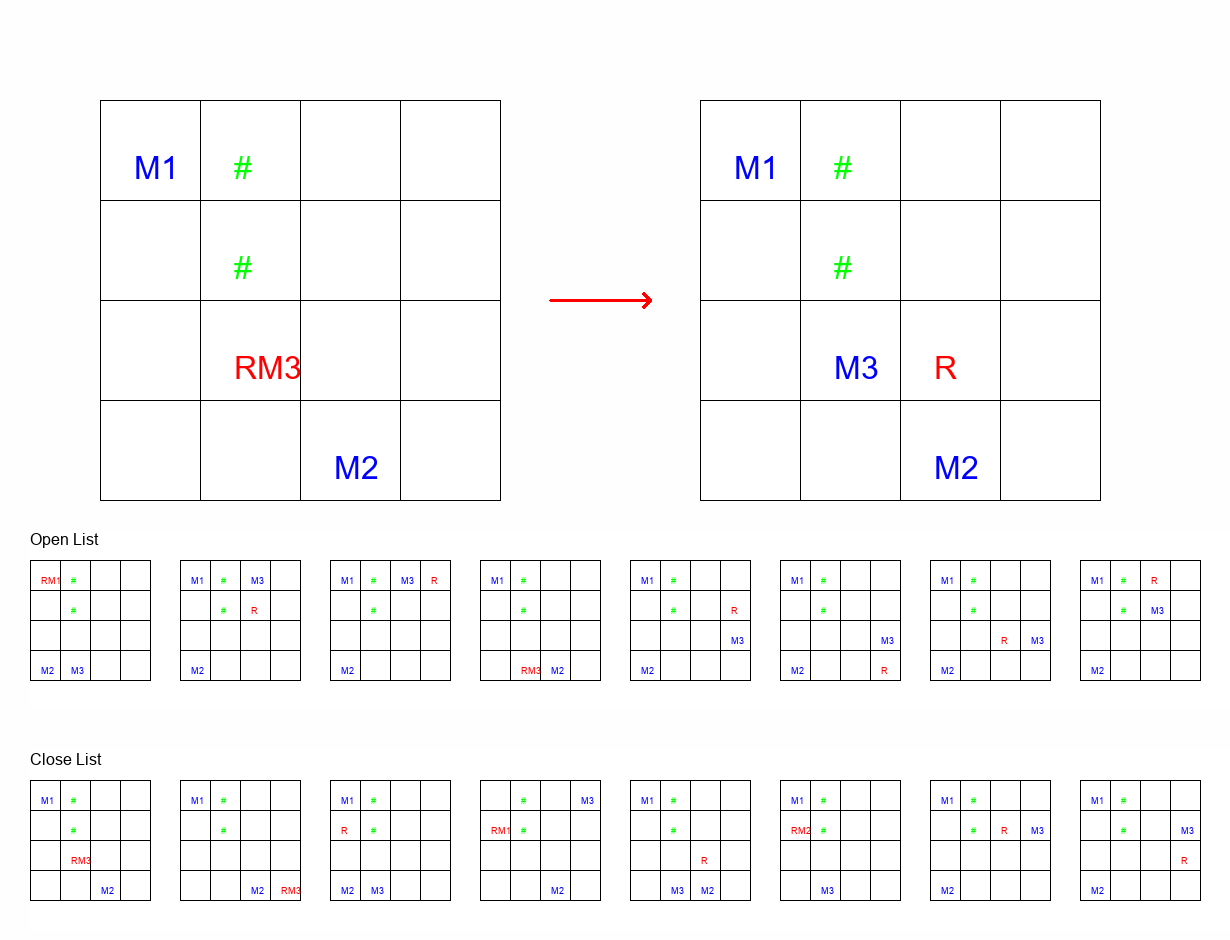 M1 # M1 #
# #
RM3 M3 R
M2 M2
Open List
RM1 # M1 # M3 M1 # M3 R M1 # M1 # M1 # M1 # M1 # R
# # R # # # R # # # M3
M3 M3 R M3
M2 M3 M2 M2 RM3 M2 M2 M2 R M2 M2
Close List
M1 # M1 # M1 # # M3 M1 # M1 # M1 # M1 #
# # R # RM1 # # RM2 # # R M3 # M3
RM3 R R
M2 M2 RM3 M2 M3 M2 M3 M2 M3 M2 M2